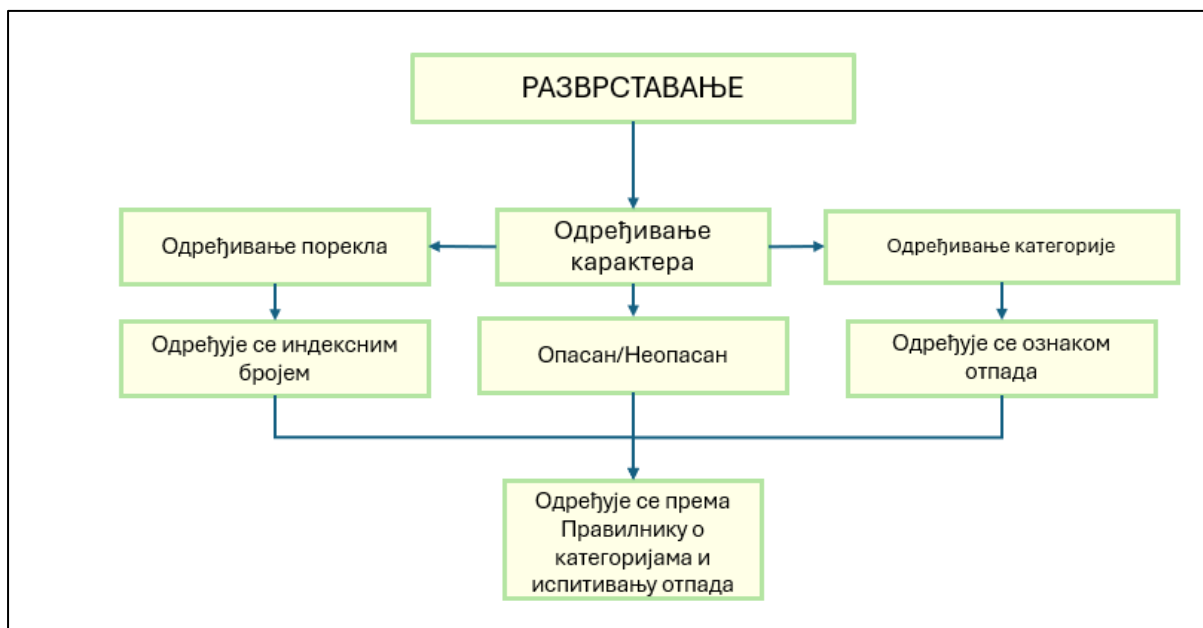 РАЗВРСТАВАЊЕ
Одређивање порекла
Одређивање
карактера
Одређивање категорије
Одређује се индексним
бројем
Опасан/Неопасан
Одређује се ознаком
отпада
Одређује се према
Правилнику о
категоријама и
испитивању отпада